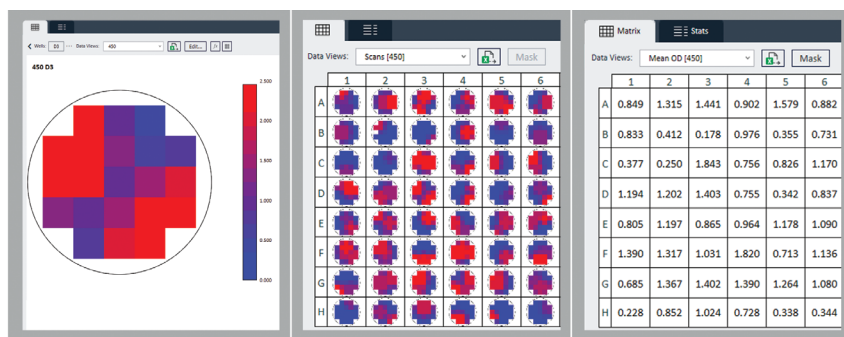 Well: D3 ... Data Views: 450 Edit...
450 D3
2.500
2.000
1.500
1.000
0.500
0.000
Data Views: Scans [450] Mask
1 2 3 4 5 6
A
B
C
D
E
F
G
H
Matrix Stats
Data Views: Mean OD [450] Mask
1 2 3 4 5 6
A 0.849 1.315 1.441 0.902 1.579 0.882
B 0.833 0.412 0.178 0.976 0.355 0.731
C 0.377 0.250 1.843 0.756 0.826 1.170
D 1.194 1.202 1.403 0.755 0.342 0.837
E 0.805 1.197 0.865 0.964 1.178 1.090
F 1.390 1.317 1.031 1.820 0.713 1.136
G 0.685 1.367 1.402 1.390 1.264 1.080
H 0.228 0.852 1.024 0.728 0.338 0.344